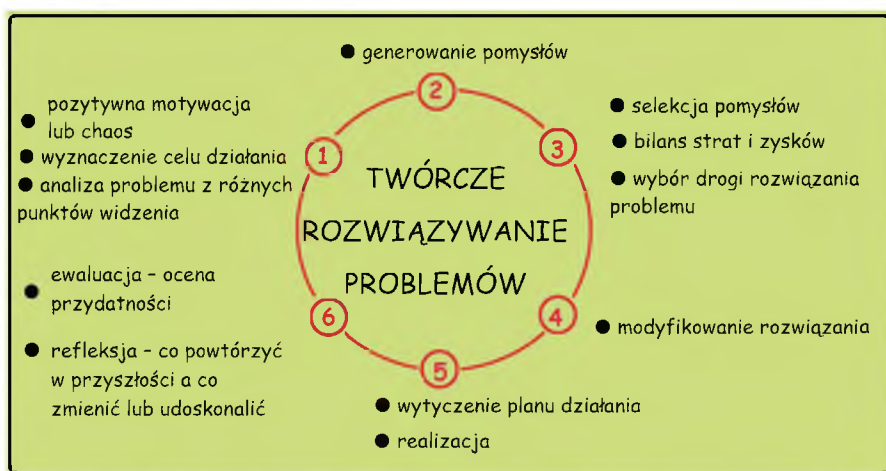 TWÓRCZE
ROZWIĄZYWANIE
PROBLEMÓW
1
● pozytywna motywacja
lub chaos
● wyznaczenie celu działania
● analiza problemu z różnych
punktów widzenia
2
● generowanie pomysłów
3
● selekcja pomysłów
● bilans strat i zysków
● wybór drogi rozwiązania
problemu
4
● modyfikowanie rozwiązania
5
● wytyczenie planu działania
● realizacja
6
● ewaluacja – ocena
przydatności
● refleksja – co powtórzyć
w przyszłości a co
zmienić lub udoskonalić